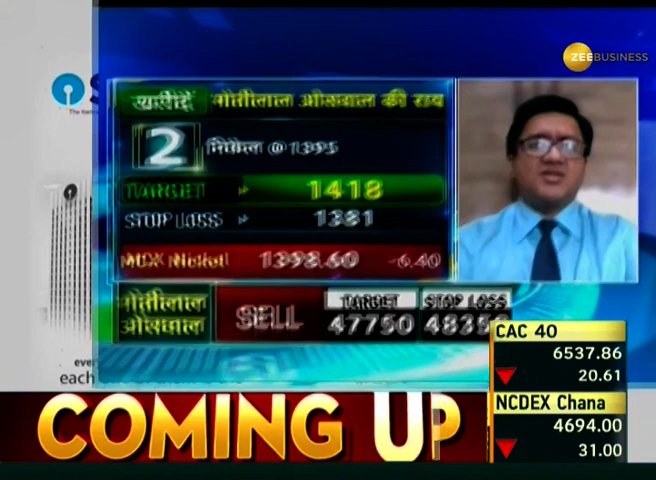 ZEEBUSINESS
खरीदें मोतीलाल ओसवाल की राय
2 निकेल @1395
TARGET 1418
STOP LOSS 1381
MCX Nickel 1398.60 -6.40
मोतीलाल ओसवाल
SELL
TARGET STOP LOSS
47750
CAC 40
6537.86
20.61
NCDEX Chana
4694.00
31.00
each
COMING UP